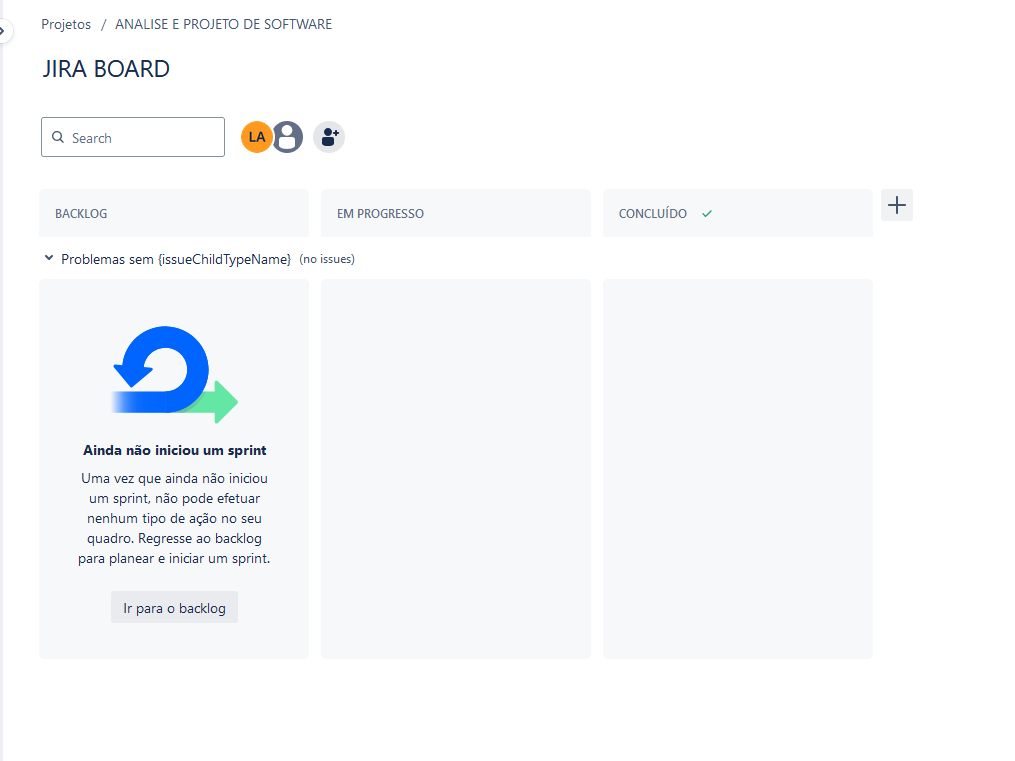 Projetos / ANALISE E PROJETO DE SOFTWARE
JIRA BOARD
Search
LA
BACKLOG
EM PROGRESSO
CONCLUÍDO
Problemas sem {issueChildTypeName} (no issues)
Ainda não iniciou um sprint
Uma vez que ainda não iniciou
um sprint, não pode efetuar
nenhum tipo de ação no seu
quadro. Regresse ao backlog
para planear e iniciar um sprint.
Ir para o backlog